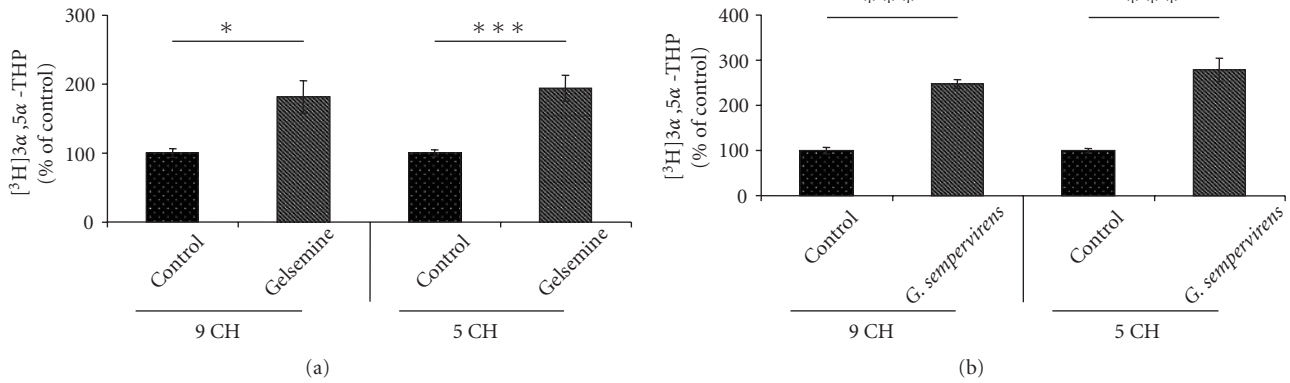 300
∗
∗ ∗ ∗
200
100
0
[³H]3α,5α-THP
(% of control)
Control
Gelsemine
Control
Gelsemine
9 CH
5 CH
(a)
400
∗ ∗ ∗
∗ ∗ ∗
300
200
100
0
[³H]3α,5α-THP
(% of control)
Control
G. sempervirens
Control
G. sempervirens
9 CH
5 CH
(b)